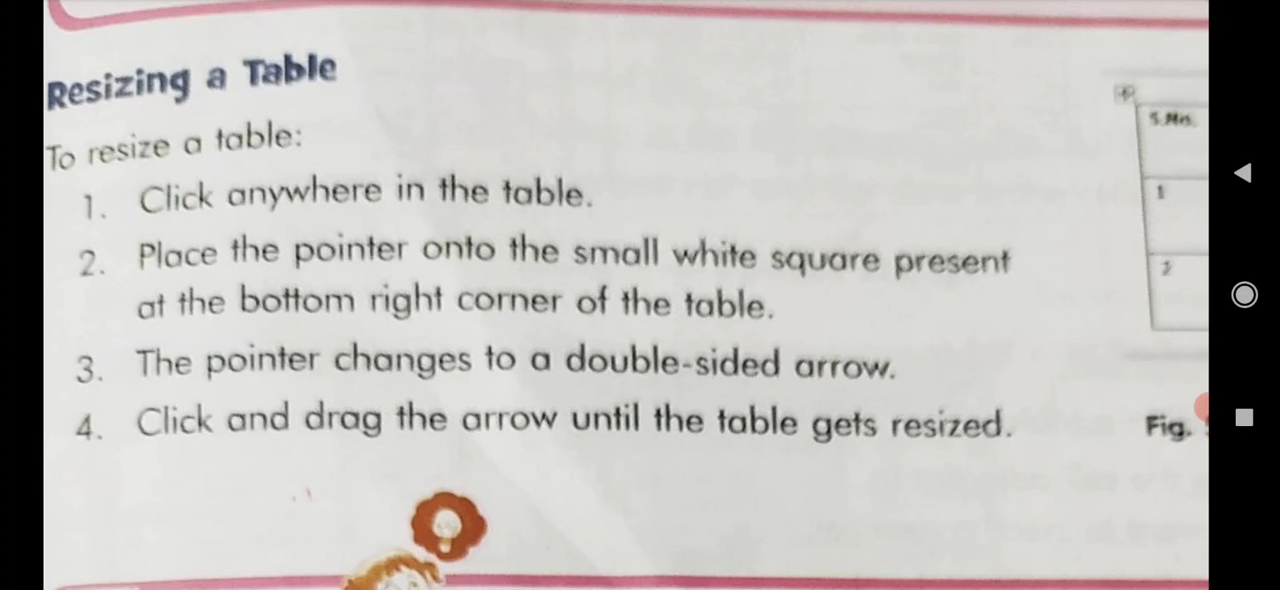 Resizing a Table
To resize a table:
1. Click anywhere in the table.
2. Place the pointer onto the small white square present
at the bottom right corner of the table.
3. The pointer changes to a double-sided arrow.
4. Click and drag the arrow until the table gets resized.
S.No.
1
2
Fig.